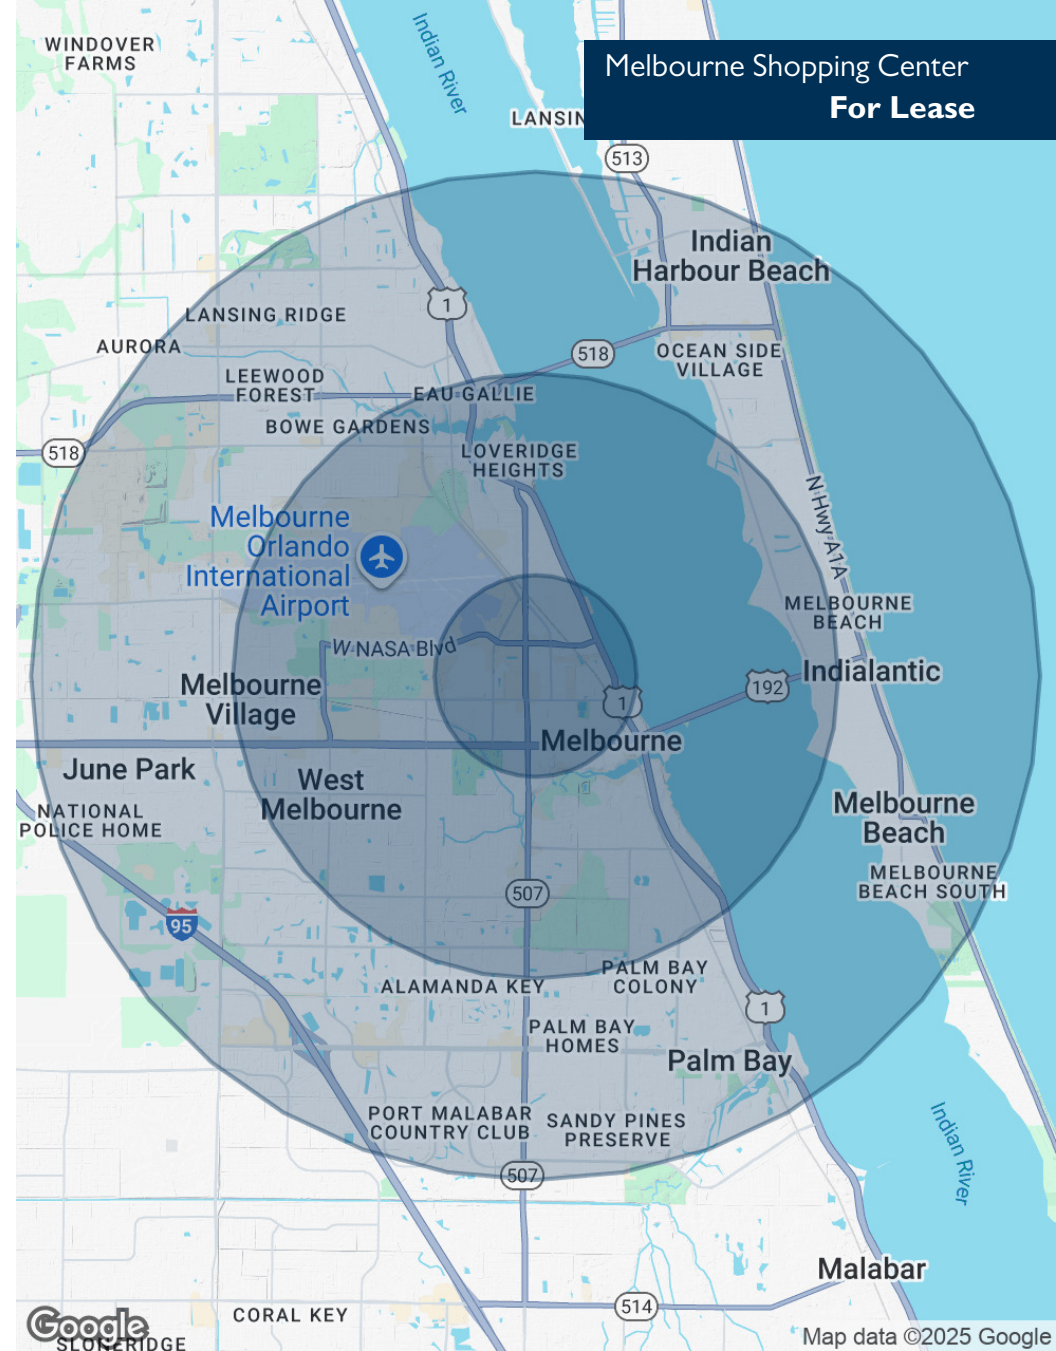 WINDOVER
FARMS
Indian River
Melbourne Shopping Center
For Lease
LANSIN
513
Indian
Harbour Beach
1
LANSING RIDGE
AURORA
518
OCEAN SIDE
VILLAGE
LEEWOOD
FOREST
EAU GALLIE
BOWE GARDENS
518
LOVERIDGE
HEIGHTS
N Hwy A1A
Melbourne
Orlando
International
Airport
MELBOURNE
BEACH
W NASA Blvd
Indialantic
192
Melbourne
Village
1
Melbourne
June Park
West
Melbourne
NATIONAL
POLICE HOME
Melbourne
Beach
MELBOURNE
BEACH SOUTH
507
95
PALM BAY
COLONY
ALAMANDA KEY
1
PALM BAY
HOMES
Palm Bay
PORT MALABAR
COUNTRY CLUB
SANDY PINES
PRESERVE
Indian River
507
Malabar
514
CORAL KEY
Google
SLONERIDGE
Map data ©2025 Google